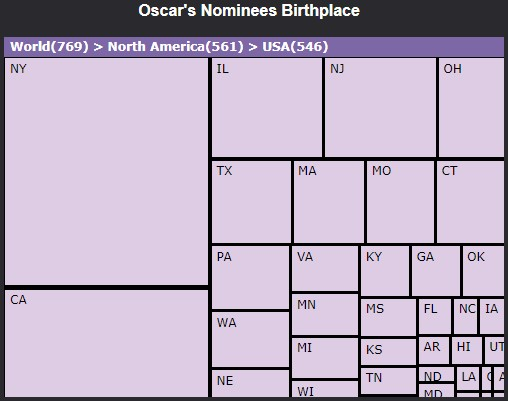 Oscar's Nominees Birthplace
World(769) > North America(561) > USA(546)
NY
IL
NJ
OH
TX
MA
MO
CT
PA
VA
KY
GA
OK
CA
MN
MS
FL
NC
IA
WA
MI
KS
AR
HI
UT
NE
WI
TN
ND
LA
MD